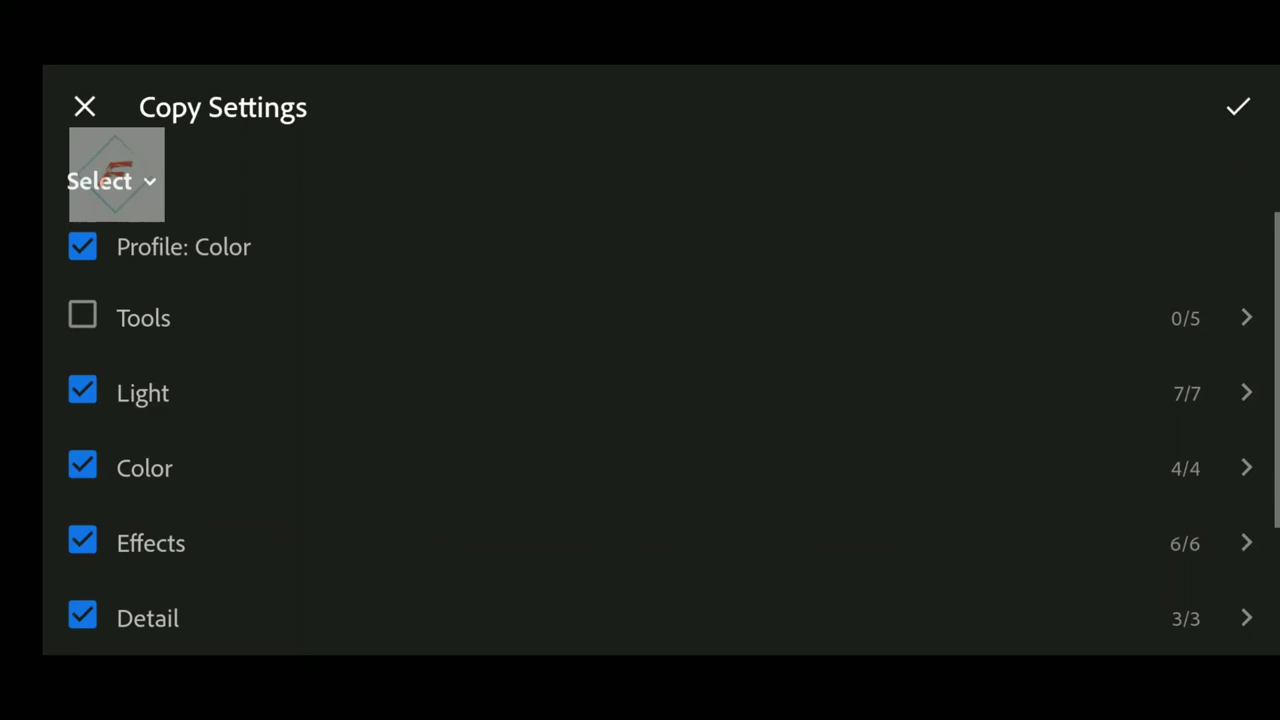 Copy Settings
Select
Profile: Color
Tools 0/5
Light 7/7
Color 4/4
Effects 6/6
Detail 3/3